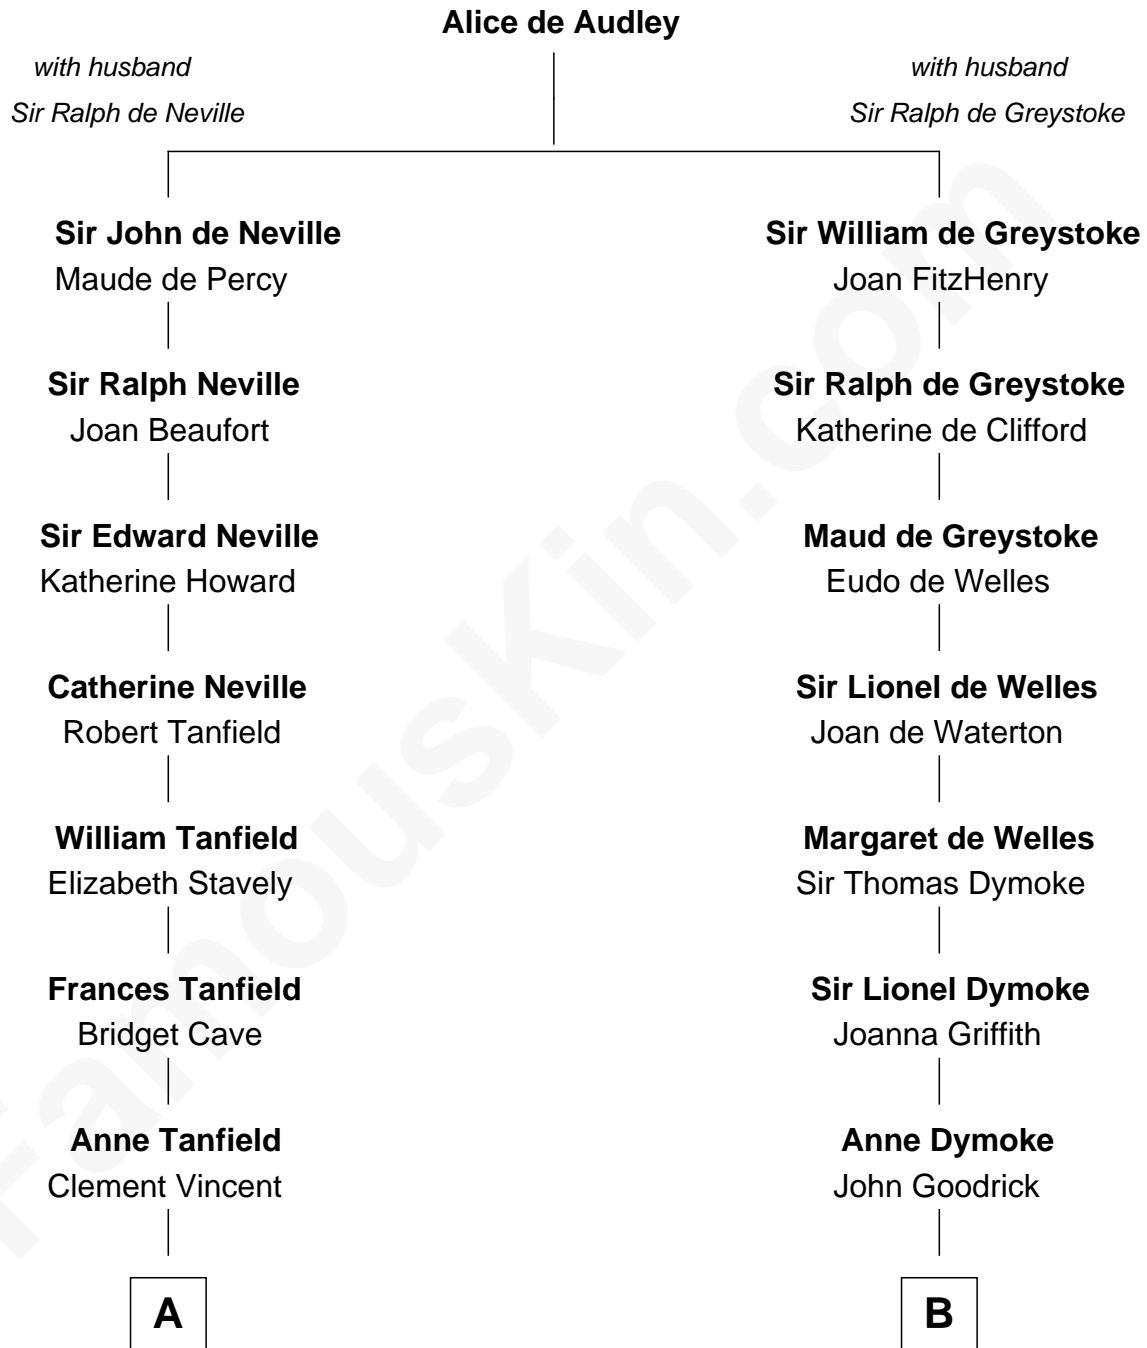 Alice de Audley
with husband
Sir Ralph de Neville
with husband
Sir Ralph de Greystoke
Sir John de Neville
Maude de Percy
Sir William de Greystoke
Joan FitzHenry
Sir Ralph Neville
Joan Beaufort
Sir Ralph de Greystoke
Katherine de Clifford
Sir Edward Neville
Katherine Howard
Maud de Greystoke
Eudo de Welles
Catherine Neville
Robert Tanfield
Sir Lionel de Welles
Joan de Waterton
William Tanfield
Elizabeth Stavely
Margaret de Welles
Sir Thomas Dymoke
Frances Tanfield
Bridget Cave
Sir Lionel Dymoke
Joanna Griffith
Anne Tanfield
Clement Vincent
Anne Dymoke
John Goodrick
A
B
FamousKin.com